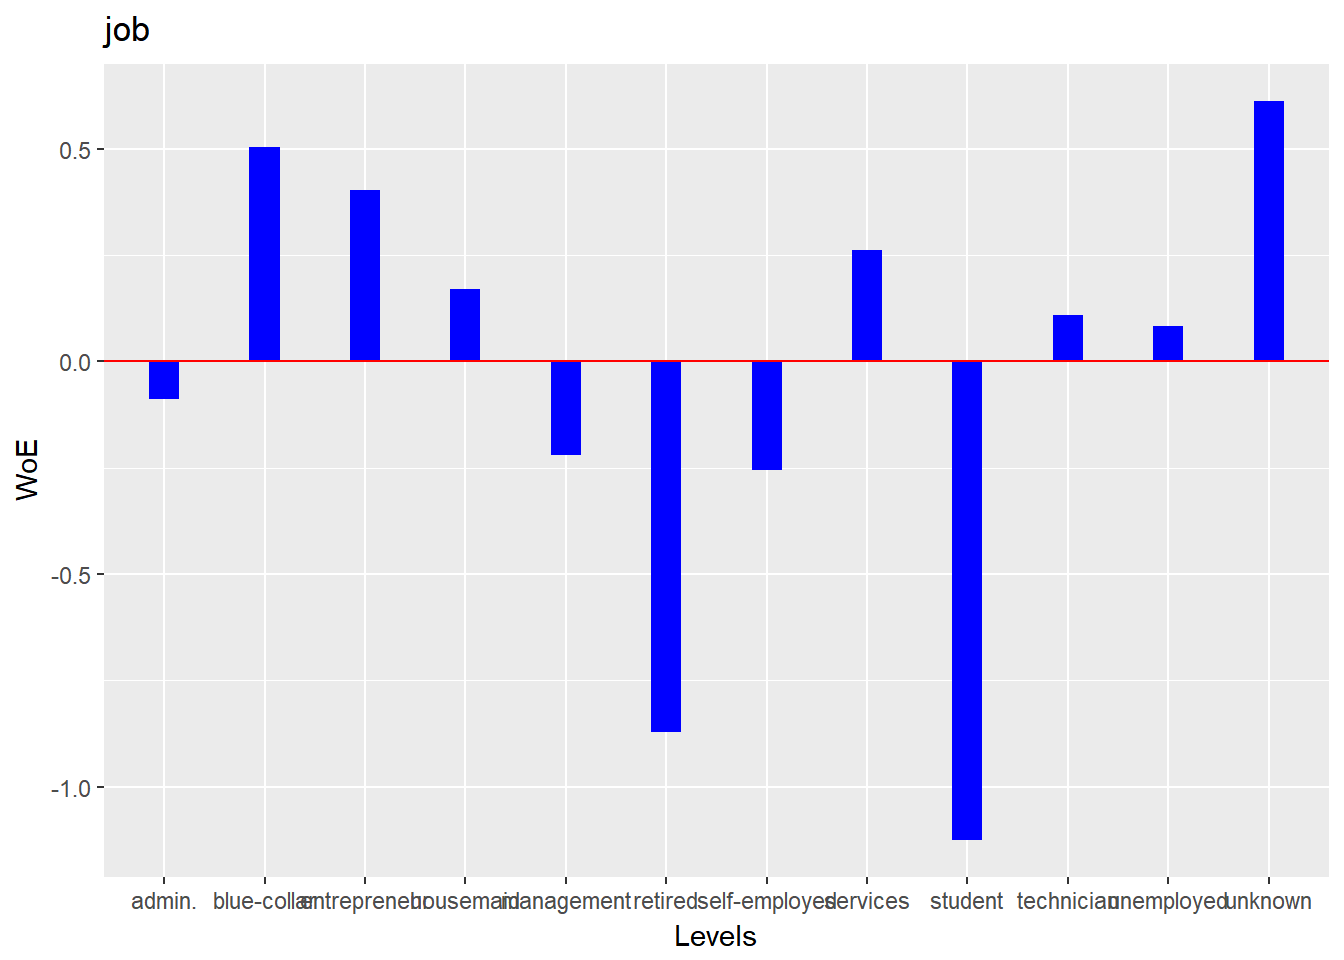 job
0.5
0.0
-0.5
-1.0
WoE
admin. blue-collar entrepreneur housemaid management retired self-employed services student technician unemployed unknown
Levels